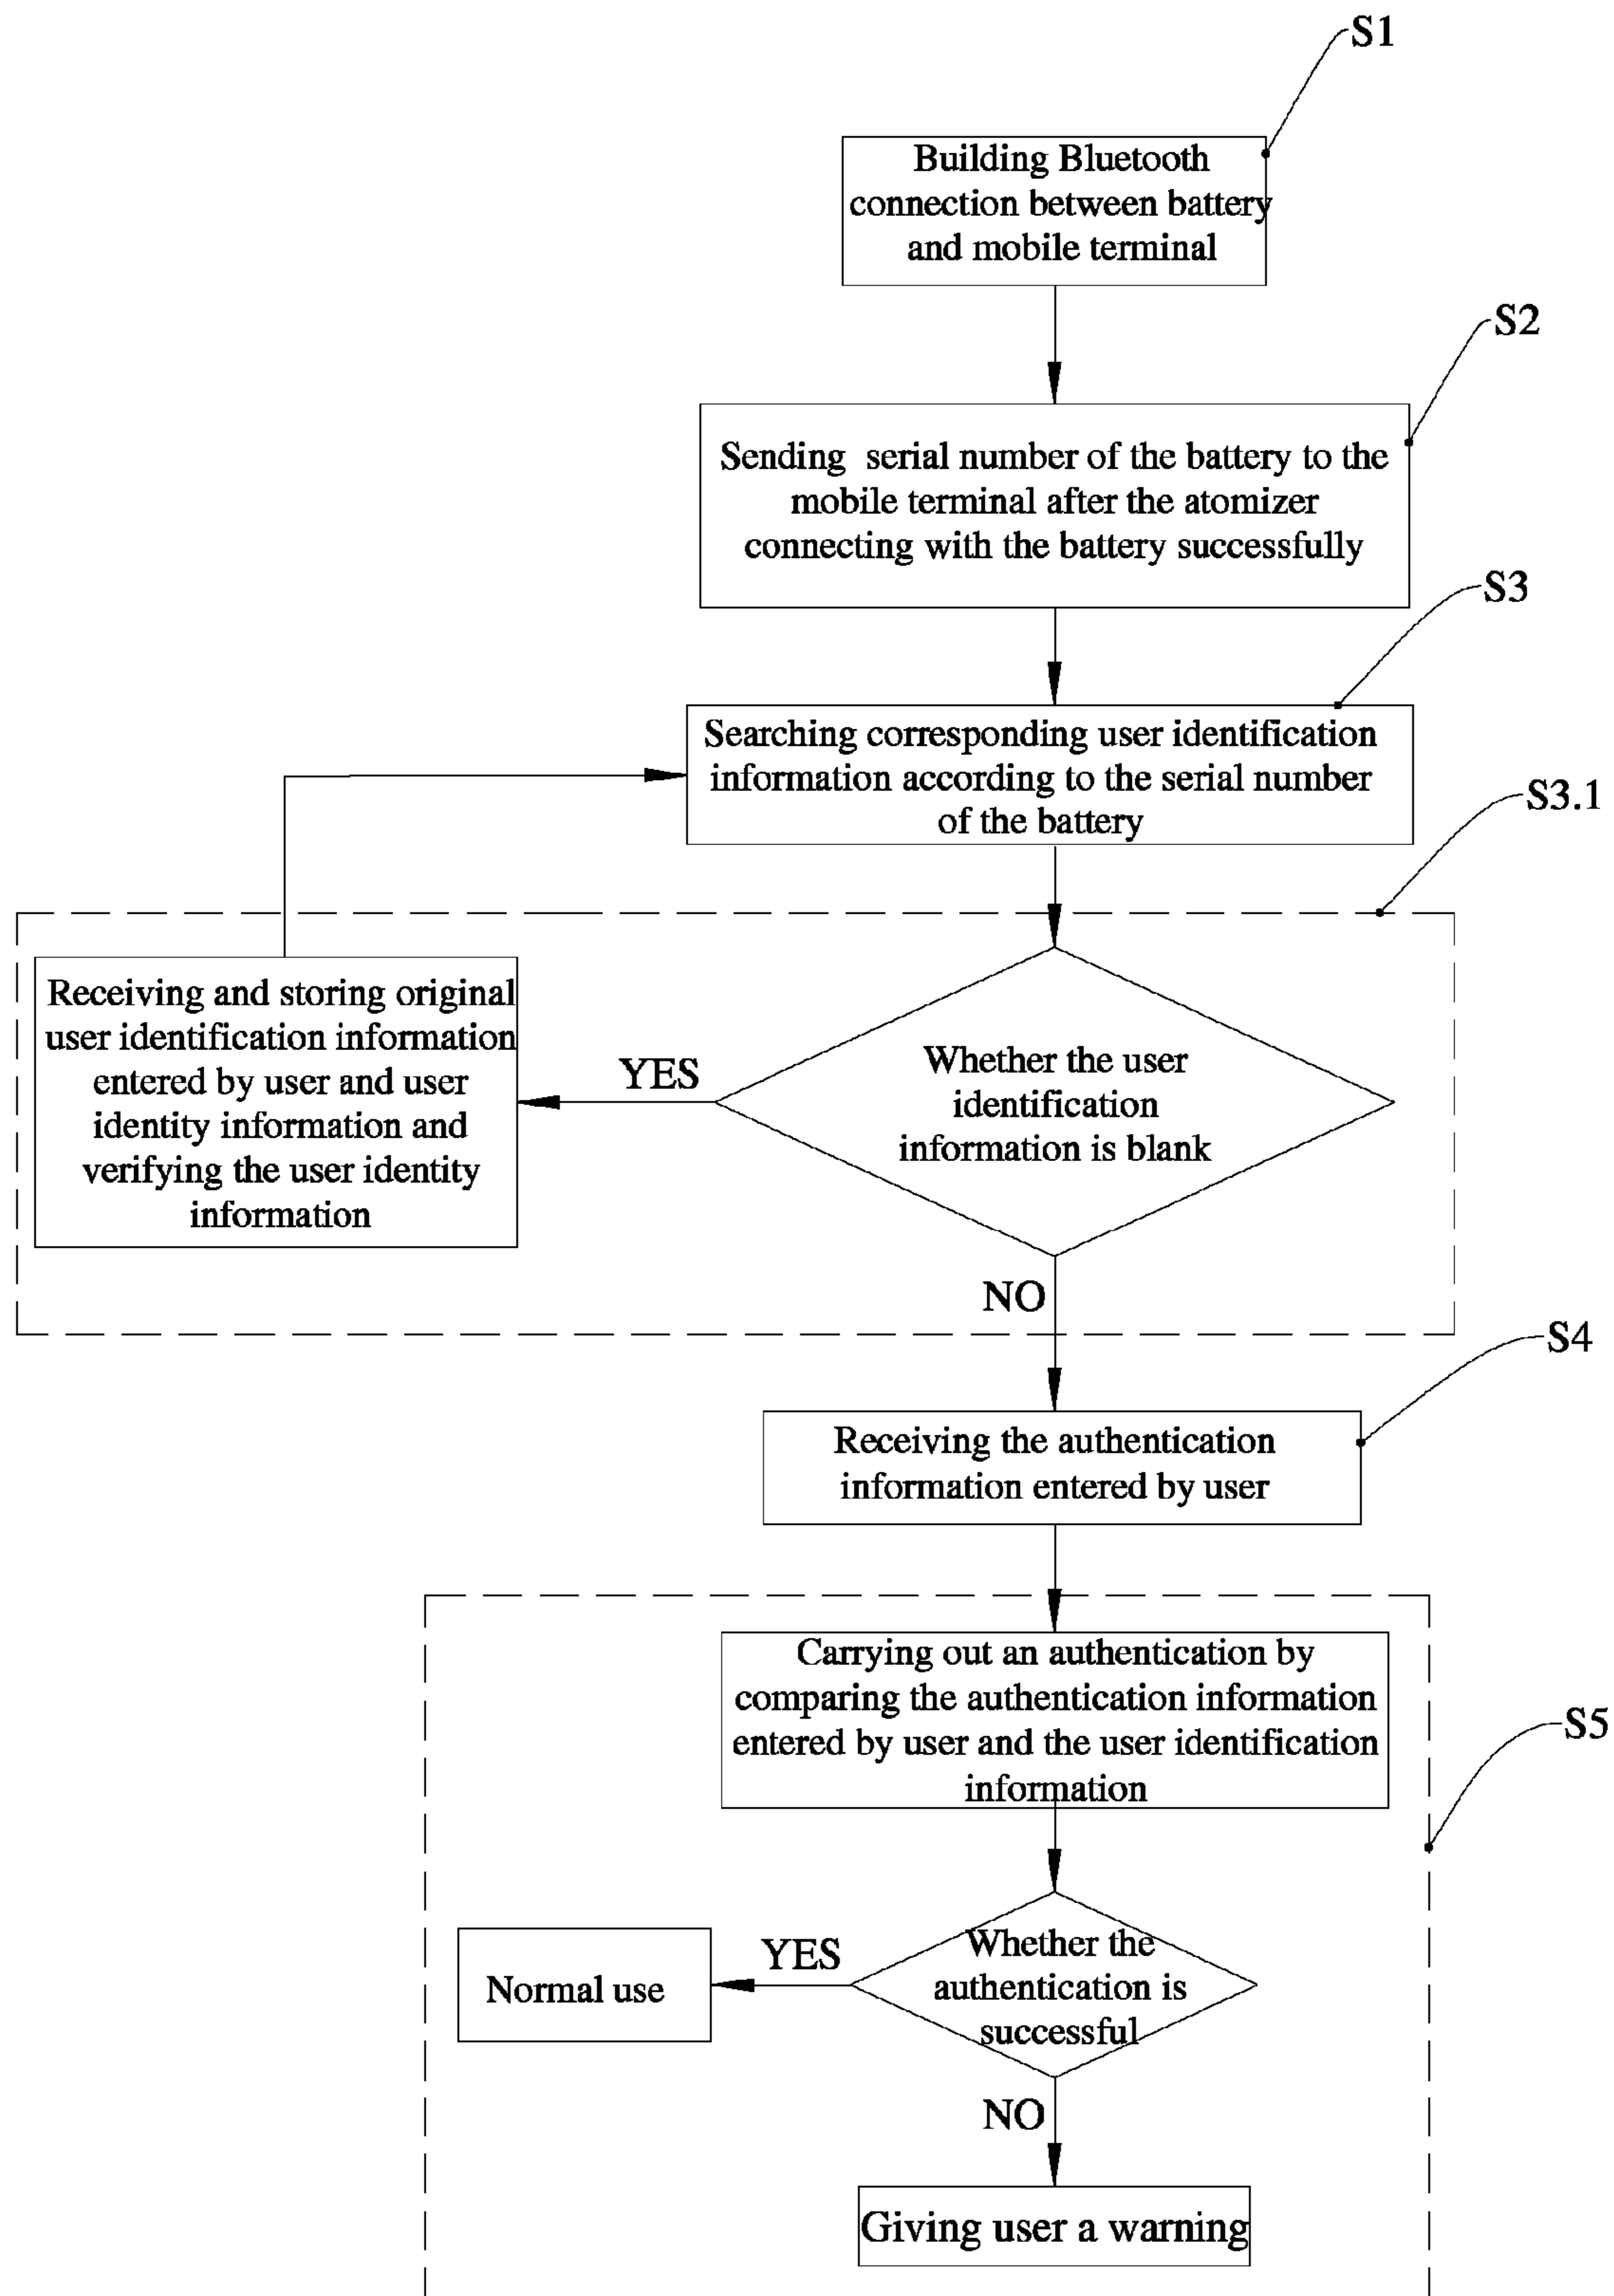 S1
Building Bluetooth
connection between battery
and mobile terminal
S2
Sending serial number of the battery to the
mobile terminal after the atomizer
connecting with the battery successfully
S3
Searching corresponding user identification
information according to the serial number
of the battery
S3.1
Receiving and storing original
user identification information
entered by user and user
identity information and
verifying the user identity
information
YES
Whether the user
identification
information is blank
NO
S4
Receiving the authentication
information entered by user
Carrying out an authentication by
comparing the authentication information
entered by user and the user identification
information
S5
Normal use
YES
Whether the
authentication is
successful
NO
Giving user a warning